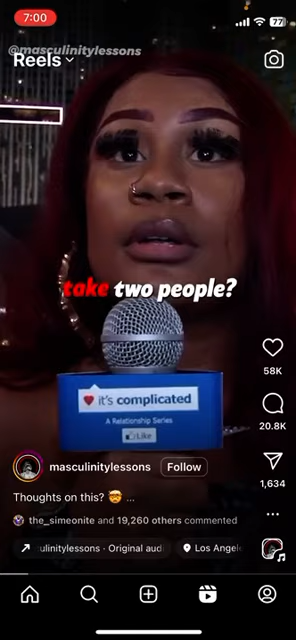 7:00
77
@masculinitylessons
Reels
take two people?
it's complicated
A Relationship Series
Like
58K
20.8K
masculinitylessons
Follow
1,634
Thoughts on this? 🤯 ...
the_simeonite and 19,260 others commented
ulinitylessons · Original aud
Los Angel